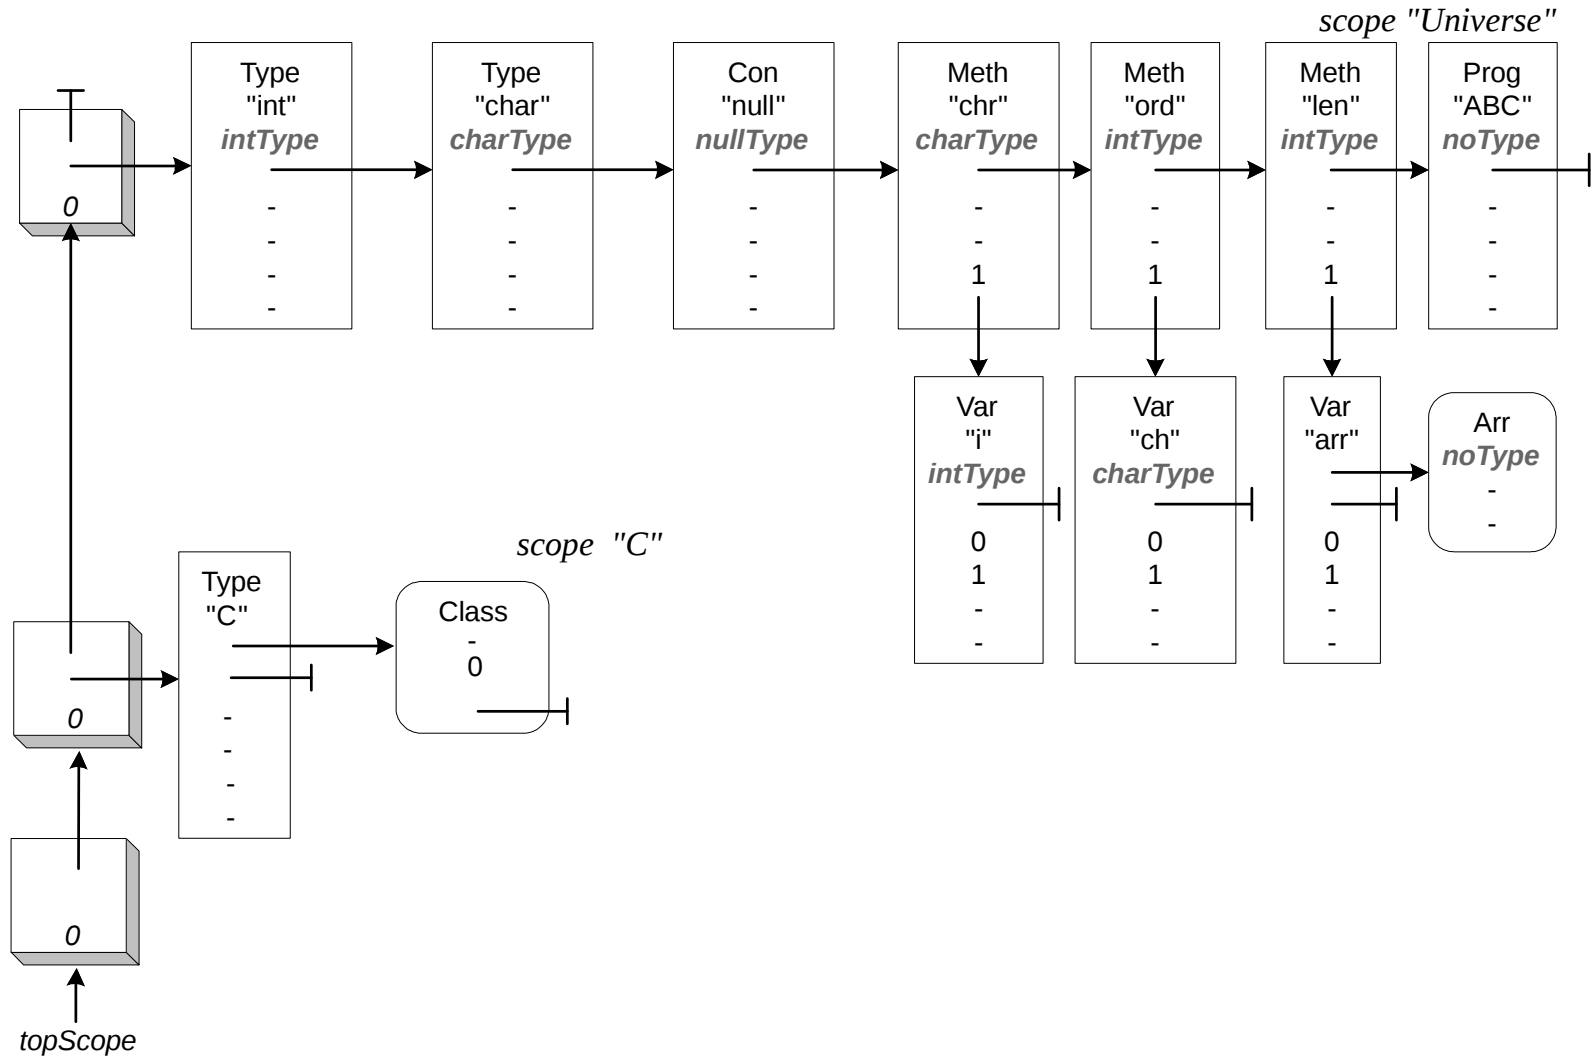 scope "Universe"
Type
"int"
intType
-
-
-
-
Type
"char"
charType
-
-
-
-
Con
"null"
nullType
-
-
-
-
Meth
"chr"
charType
-
-
1
Meth
"ord"
intType
-
-
1
Meth
"len"
intType
-
-
1
Prog
"ABC"
noType
-
-
-
-
0
Var
"i"
intType
0
1
-
-
Var
"ch"
charType
0
1
-
-
Var
"arr"
0
1
-
-
Arr
noType
-
-
scope "C"
Type
"C"
-
-
-
-
Class
-
0
0
0
topScope